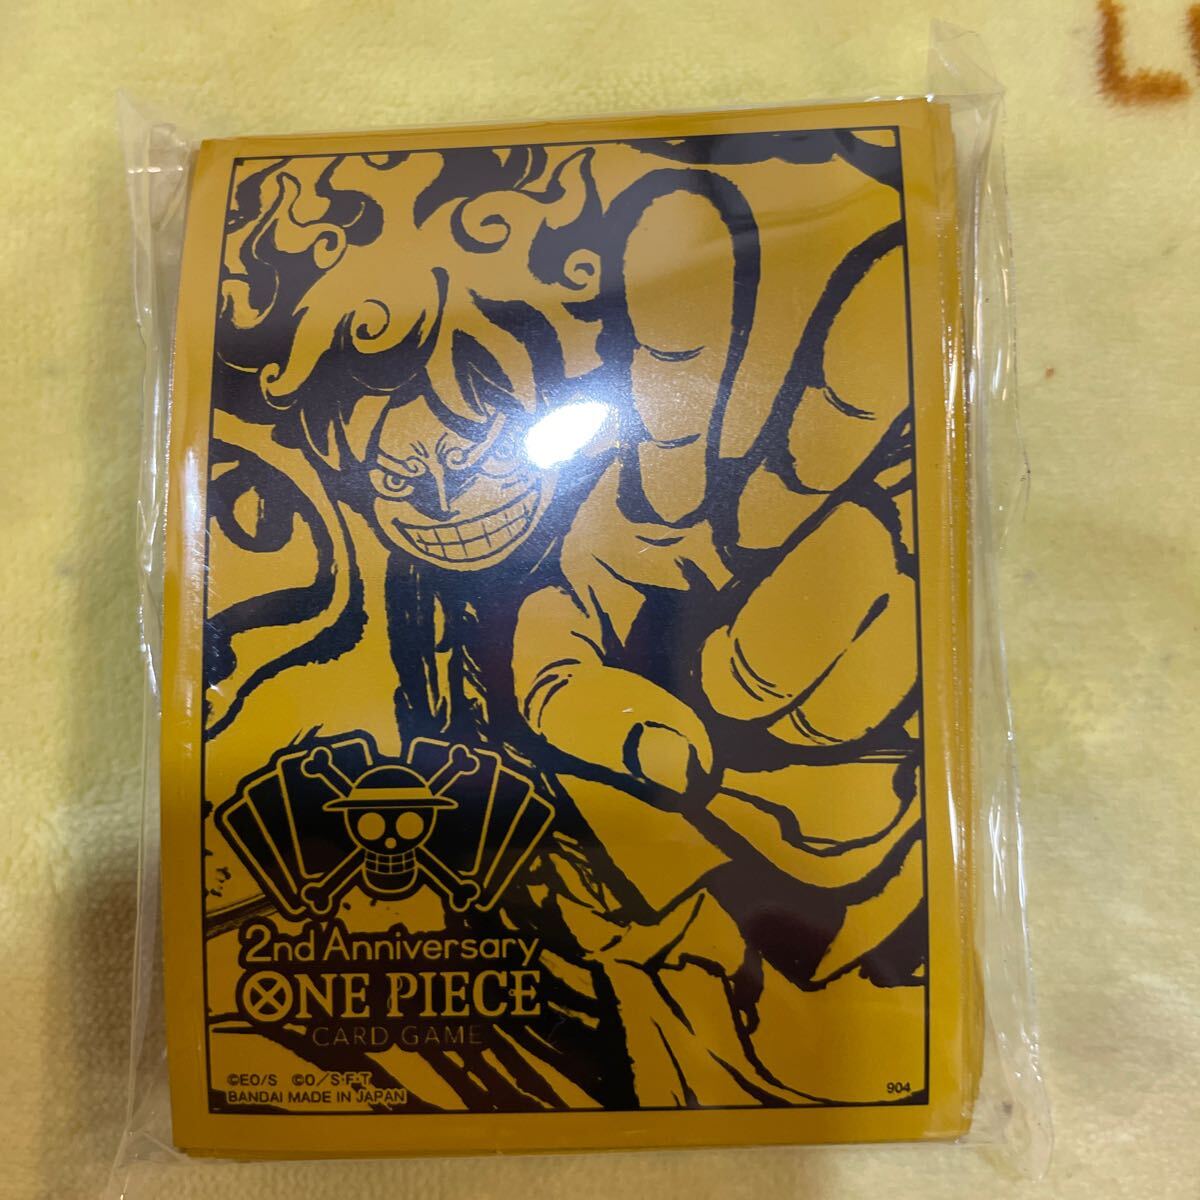 2nd Anniversary
ONE PIECE
CARD GAME
©EO/S ©O/S・F・T
BANDAI MADE IN JAPAN
904